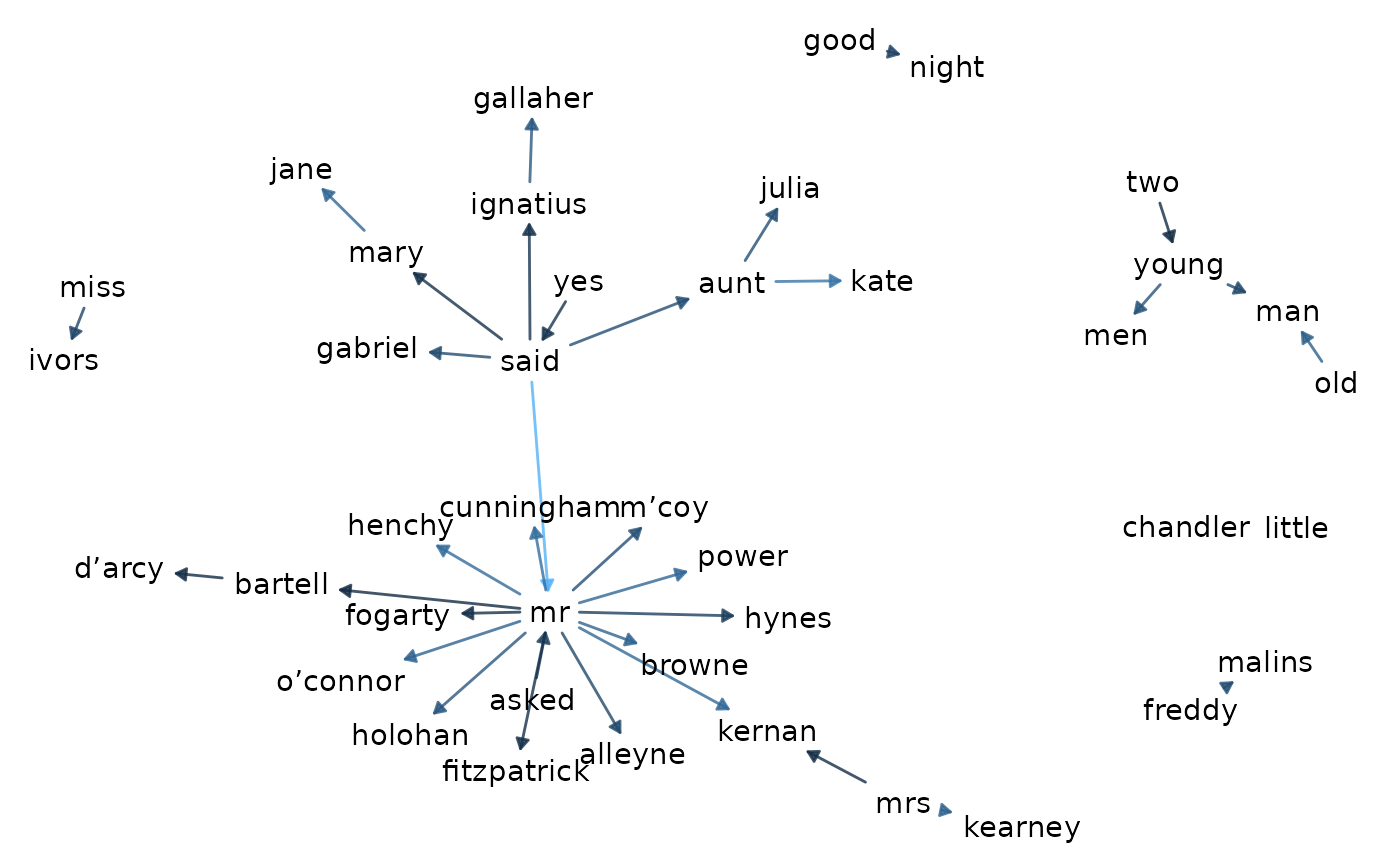 good
night
gallaher
jane
ignatius
julia
two
mary
yes
aunt
kate
young
miss
man
men
ivors
gabriel
said
old
henchy
cunningham
m’coy
power
chandler
little
d’arcy
bartell
fogarty
mr
hynes
browne
o’connor
asked
malins
freddy
holohan
kernan
fitzpatrick
alleyne
mrs
kearney